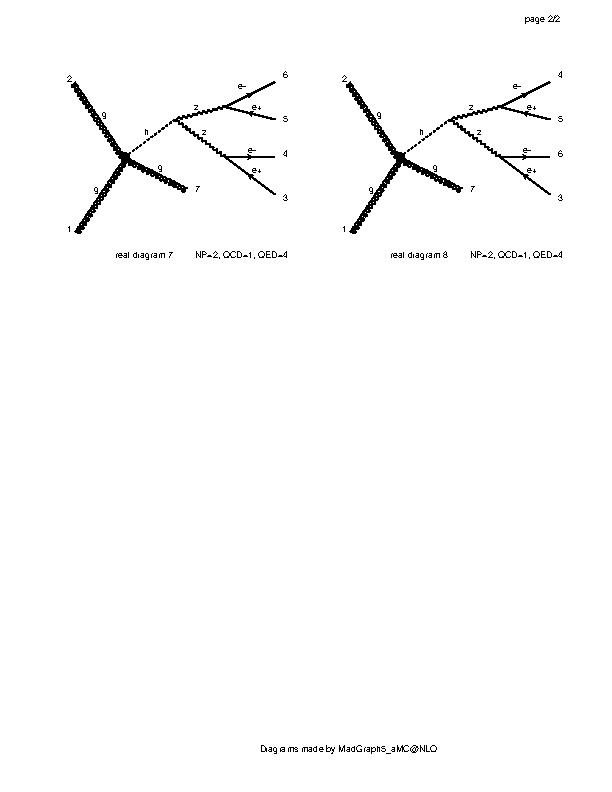 page 2/2
2 6 2 4
e- e-
z e+ 5 z e+ 5
g h z g h z
e- 4 e- 6
g e+ g e+
g 7 3 g 7 3
1 1
real diagram 7 NP=2, QCD=1, QED=4 real diagram 8 NP=2, QCD=1, QED=4
Diagrams made by MadGraph5_aMC@NLO